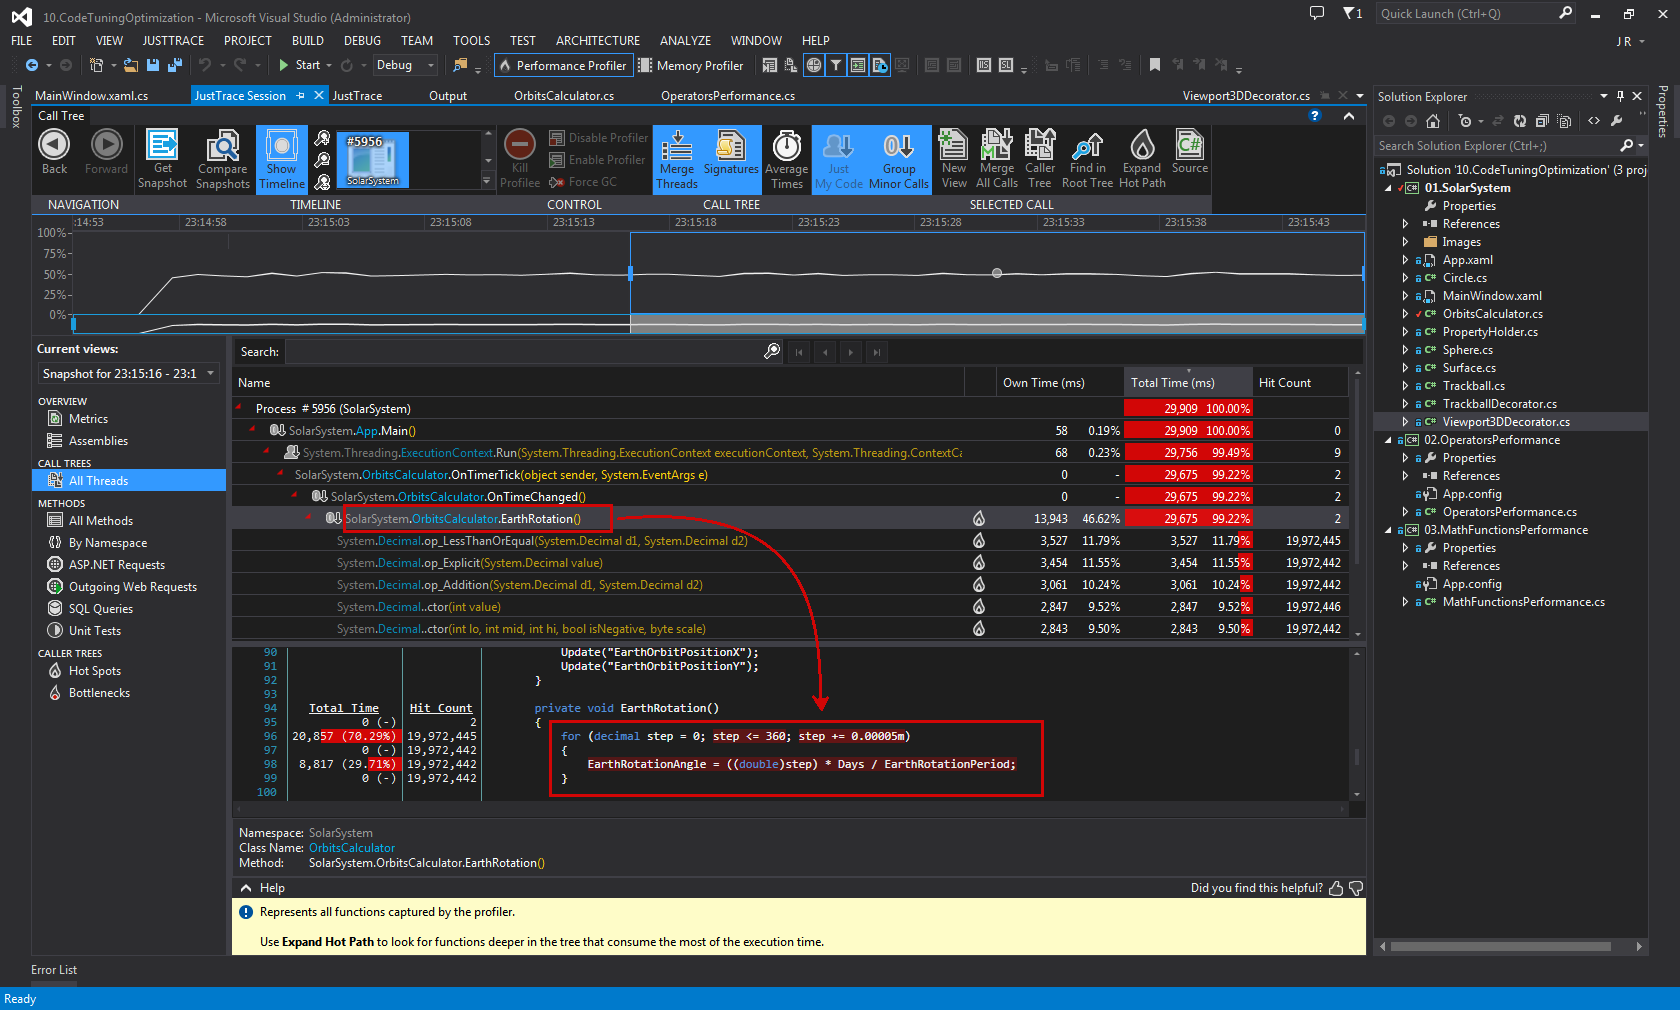 10.CodeTuningOptimization - Microsoft Visual Studio (Administrator)
1
Quick Launch (Ctrl+Q)
FILE EDIT VIEW JUSTTRACE PROJECT BUILD DEBUG TEAM TOOLS TEST ARCHITECTURE ANALYZE WINDOW HELP
J R
Start Debug Performance Profiler Memory Profiler
Toolbox
MainWindow.xaml.cs JustTrace Session JustTrace Output OrbitsCalculator.cs OperatorsPerformance.cs Viewport3DDecorator.cs
Call Tree
Back Forward
Get Snapshot
Compare Snapshots
Show Timeline
#5956
SolarSystem
Kill Profilee
Disable Profiler
Enable Profiler
Force GC
Merge Threads
Signatures
Average Times
Just My Code
Group Minor Calls
New View
Merge All Calls
Caller Tree
Find in Root Tree
Expand Hot Path
Source
NAVIGATION TIMELINE CONTROL CALL TREE SELECTED CALL
:14:53 23:14:58 23:15:03 23:15:08 23:15:13 23:15:18 23:15:23 23:15:28 23:15:33 23:15:38 23:15:43
100%
75%
50%
25%
0%
Current views:
Snapshot for 23:15:16 - 23:1
OVERVIEW
Metrics
Assemblies
CALL TREES
All Threads
METHODS
All Methods
By Namespace
ASP.NET Requests
Outgoing Web Requests
SQL Queries
Unit Tests
CALLER TREES
Hot Spots
Bottlenecks
Search:
Name Own Time (ms) Total Time (ms) Hit Count
Process # 5956 (SolarSystem) 29,909 100.00%
SolarSystem.App.Main() 58 0.19% 29,909 100.00% 0
System.Threading.ExecutionContext.Run(System.Threading.ExecutionContext executionContext, System.Threading.ContextCa 68 0.23% 29,756 99.49% 9
SolarSystem.OrbitsCalculator.OnTimerTick(object sender, System.EventArgs e) 0 - 29,675 99.22% 2
SolarSystem.OrbitsCalculator.OnTimeChanged() 0 - 29,675 99.22% 2
SolarSystem.OrbitsCalculator.EarthRotation() 13,943 46.62% 29,675 99.22% 2
System.Decimal.op_LessThanOrEqual(System.Decimal d1, System.Decimal d2) 3,527 11.79% 3,527 11.79% 19,972,445
System.Decimal.op_Explicit(System.Decimal value) 3,454 11.55% 3,454 11.55% 19,972,442
System.Decimal.op_Addition(System.Decimal d1, System.Decimal d2) 3,061 10.24% 3,061 10.24% 19,972,442
System.Decimal..ctor(int value) 2,847 9.52% 2,847 9.52% 19,972,446
System.Decimal..ctor(int lo, int mid, int hi, bool isNegative, byte scale) 2,843 9.50% 2,843 9.50% 19,972,442
90 Update("EarthOrbitPositionX");
91 Update("EarthOrbitPositionY");
92 }
93
94 Total Time Hit Count private void EarthRotation()
95 0 (-) 2 {
96 20,857 (70.29%) 19,972,445 for (decimal step = 0; step <= 360; step += 0.00005m)
97 0 (-) 19,972,442 {
98 8,817 (29.71%) 19,972,442 EarthRotationAngle = ((double)step) * Days / EarthRotationPeriod;
99 0 (-) 19,972,442 }
100
Namespace: SolarSystem
Class Name: OrbitsCalculator
Method: SolarSystem.OrbitsCalculator.EarthRotation()
Help Did you find this helpful?
Represents all functions captured by the profiler.
Use Expand Hot Path to look for functions deeper in the tree that consume the most of the execution time.
Solution Explorer
Search Solution Explorer (Ctrl+;)
Solution '10.CodeTuningOptimization' (3 proj
01.SolarSystem
Properties
References
Images
App.xaml
Circle.cs
MainWindow.xaml
OrbitsCalculator.cs
PropertyHolder.cs
Sphere.cs
Surface.cs
Trackball.cs
TrackballDecorator.cs
Viewport3DDecorator.cs
02.OperatorsPerformance
Properties
References
App.config
OperatorsPerformance.cs
03.MathFunctionsPerformance
Properties
References
App.config
MathFunctionsPerformance.cs
Properties
Error List
Ready